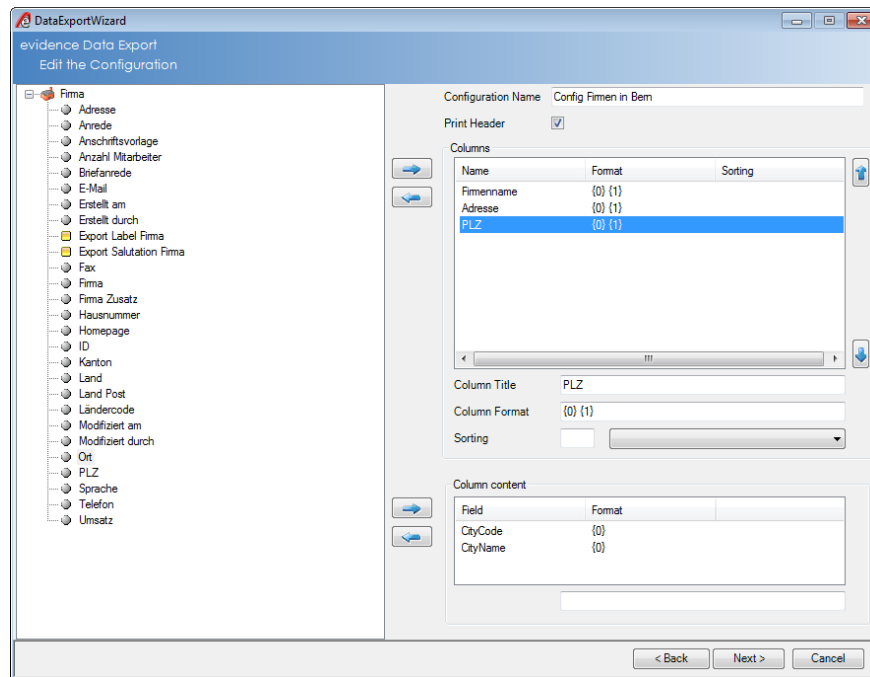 DataExportWizard
evidence Data Export
Edit the Configuration
Firma
Adresse
Anrede
Anschriftsvorlage
Anzahl Mitarbeiter
Briefanrede
E-Mail
Erstellt am
Erstellt durch
Export Label Firma
Export Salutation Firma
Fax
Firma
Firma Zusatz
Hausnummer
Homepage
ID
Kanton
Land
Land Post
Ländercode
Modifiziert am
Modifiziert durch
Ort
PLZ
Sprache
Telefon
Umsatz
Configuration Name Config Firmen in Bern
Print Header
Columns
Name Format Sorting
Firmenname {0} {1}
Adresse {0} {1}
PLZ {0} {1}
Column Title PLZ
Column Format {0} {1}
Sorting
Column content
Field Format
CityCode {0}
CityName {0}
< Back Next > Cancel